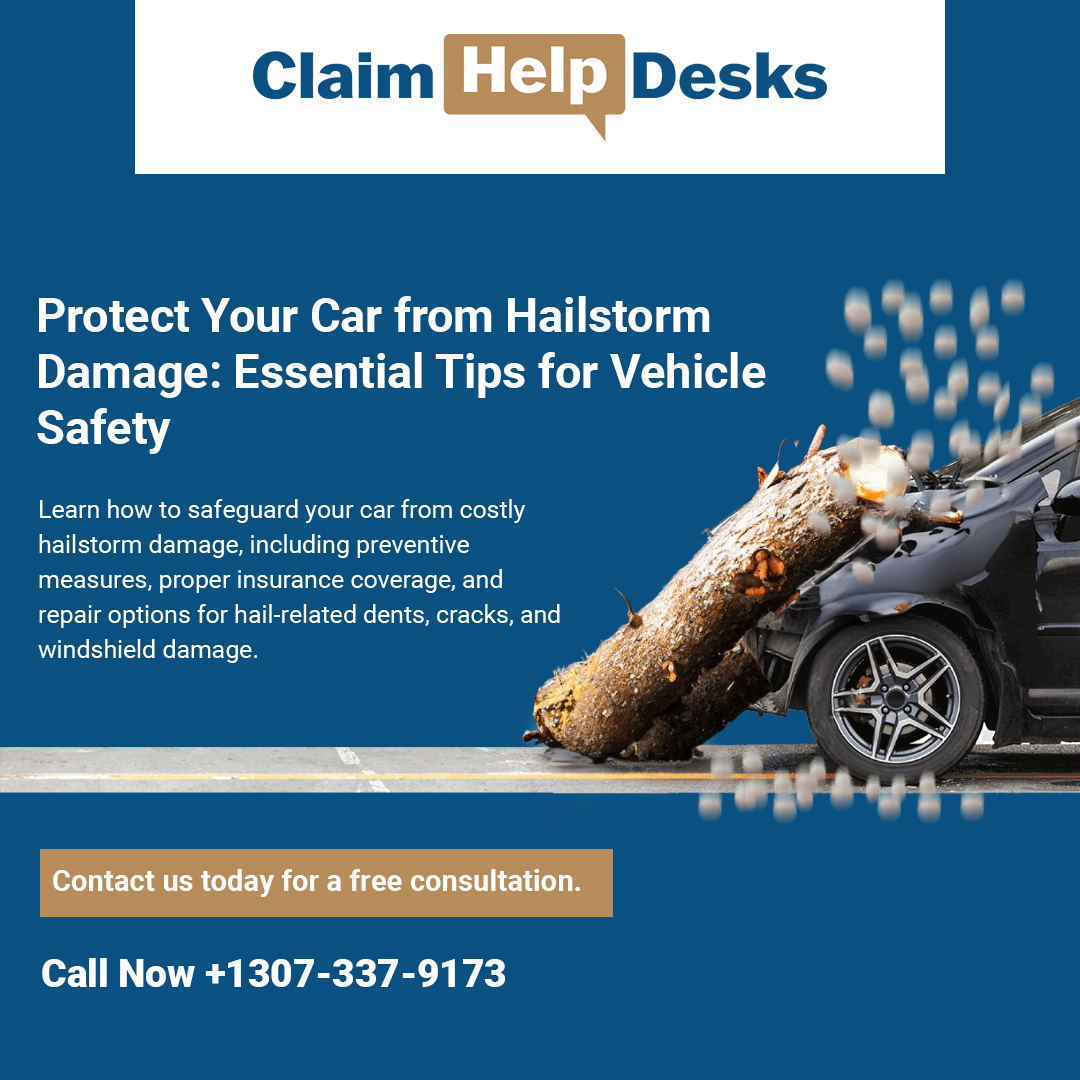 Claim Help Desks
Protect Your Car from Hailstorm
Damage: Essential Tips for Vehicle
Safety
Learn how to safeguard your car from costly
hailstorm damage, including preventive
measures, proper insurance coverage, and
repair options for hail-related dents, cracks, and
windshield damage.
Contact us today for a free consultation.
Call Now +1307-337-9173